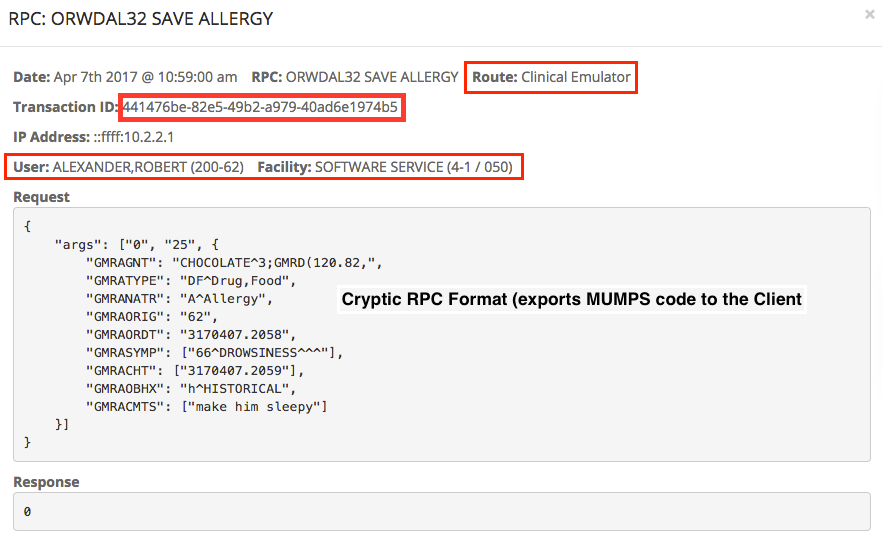 RPC: ORWDAL32 SAVE ALLERGY ×
Date: Apr 7th 2017 @ 10:59:00 am RPC: ORWDAL32 SAVE ALLERGY Route: Clinical Emulator
Transaction ID: 441476be-82e5-49b2-a979-40ad6e1974b5
IP Address: ::ffff:10.2.2.1
User: ALEXANDER,ROBERT (200-62) Facility: SOFTWARE SERVICE (4-1 / 050)
Request
{
"args": ["0", "25", {
"GMRAGNT": "CHOCOLATE^3;GMRD(120.82,",
"GMRATYPE": "DF^Drug,Food",
"GMRANATR": "A^Allergy",
Cryptic RPC Format (exports MUMPS code to the Client
"GMRAORIG": "62",
"GMRAORDT": "3170407.2058",
"GMRASYMP": ["66^DROWSINESS^^^"],
"GMRACHT": ["3170407.2059"],
"GMRAOBHX": "h^HISTORICAL",
"GMRACMTS": ["make him sleepy"]
}]
}
Response
0